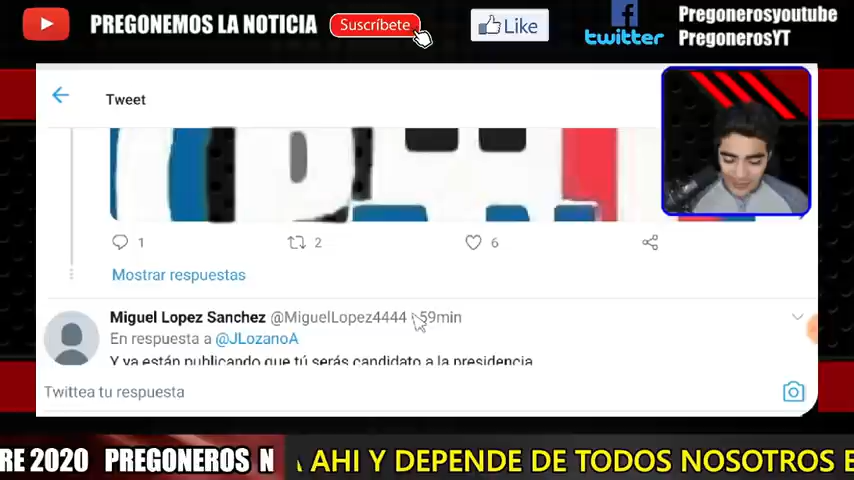 PREGONEMOS LA NOTICIA
Suscríbete
Like
twitter
Pregonerosyoutube
PregonerosYT
Tweet
1
2
6
Mostrar respuestas
Miguel Lopez Sanchez @MiguelLopez4444 · 59min
En respuesta a @JLozanoA
Y ya están publicando que tú serás candidato a la presidencia
Twittea tu respuesta
RE 2020 PREGONEROS N
AHI Y DEPENDE DE TODOS NOSOTROS E